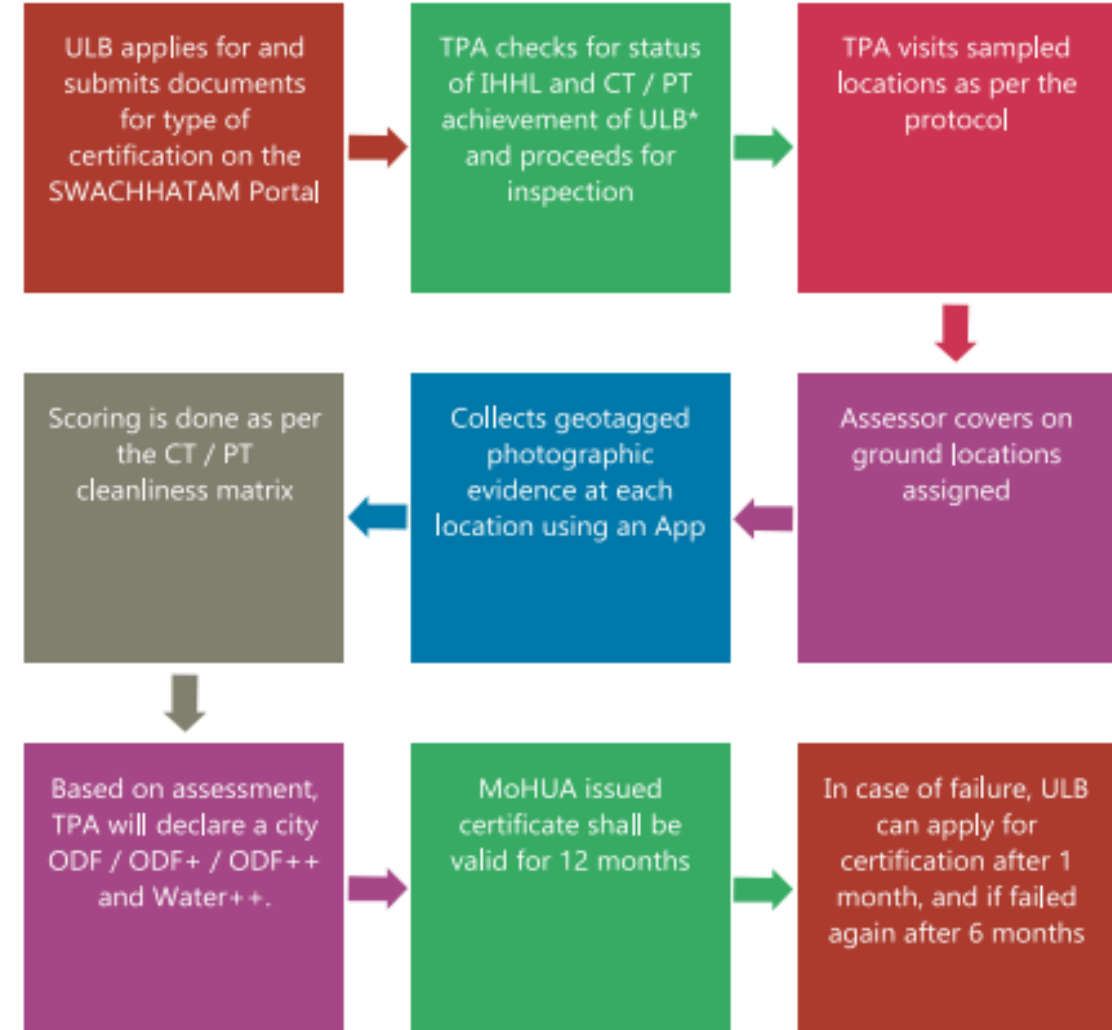 ULB applies for and
submits documents
for type of
certification on the
SWACHHATAM Portal
TPA checks for status
of IHHL and CT / PT
achievement of ULB*
and proceeds for
inspection
TPA visits sampled
locations as per the
protocol
Assessor covers on
ground locations
assigned
Collects geotagged
photographic
evidence at each
location using an App
Scoring is done as per
the CT / PT
cleanliness matrix
Based on assessment,
TPA will declare a city
ODF / ODF+ / ODF++
and Water++.
MoHUA issued
certificate shall be
valid for 12 months
In case of failure, ULB
can apply for
certification after 1
month, and if failed
again after 6 months